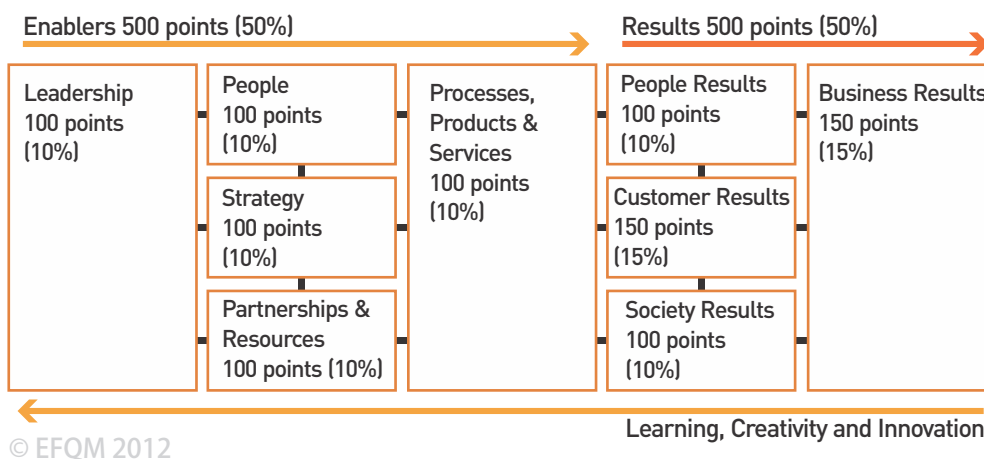 Enablers 500 points (50%)
Results 500 points (50%)
Leadership
100 points
(10%)
People
100 points
(10%)
Strategy
100 points
(10%)
Partnerships &
Resources
100 points (10%)
Processes,
Products &
Services
100 points
(10%)
People Results
100 points
(10%)
Customer Results
150 points
(15%)
Society Results
100 points
(10%)
Business Results
150 points
(15%)
Learning, Creativity and Innovation
© EFQM 2012